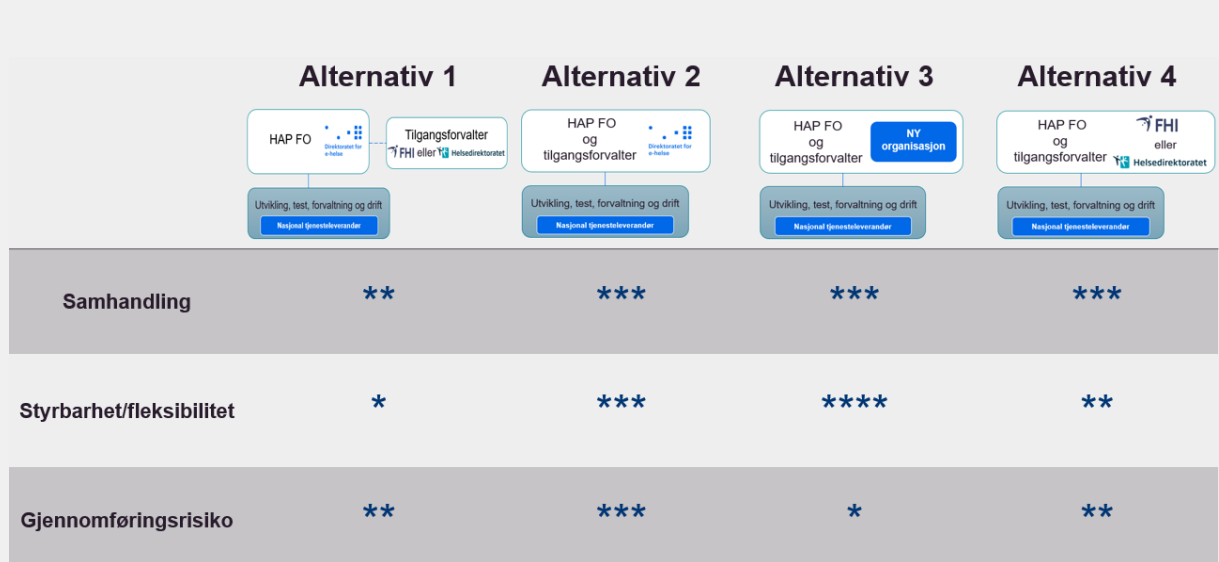 Alternativ 1 Alternativ 2 Alternativ 3 Alternativ 4
HAP FO
Direktoratet for
e-helse
Tilgangsforvalter
FHI eller Helsedirektoratet
HAP FO
og
tilgangsforvalter
Direktoratet for
e-helse
HAP FO
og
tilgangsforvalter
NY
organisasjon
HAP FO
og
tilgangsforvalter
FHI
eller
Helsedirektoratet
Utvikling, test, forvaltning og drift
Nasjonal tjenesteleverandør
Utvikling, test, forvaltning og drift
Nasjonal tjenesteleverandør
Utvikling, test, forvaltning og drift
Nasjonal tjenesteleverandør
Utvikling, test, forvaltning og drift
Nasjonal tjenesteleverandør
Samhandling ** *** *** ***
Styrbarhet/fleksibilitet * *** **** **
Gjennomføringsrisiko ** *** * **